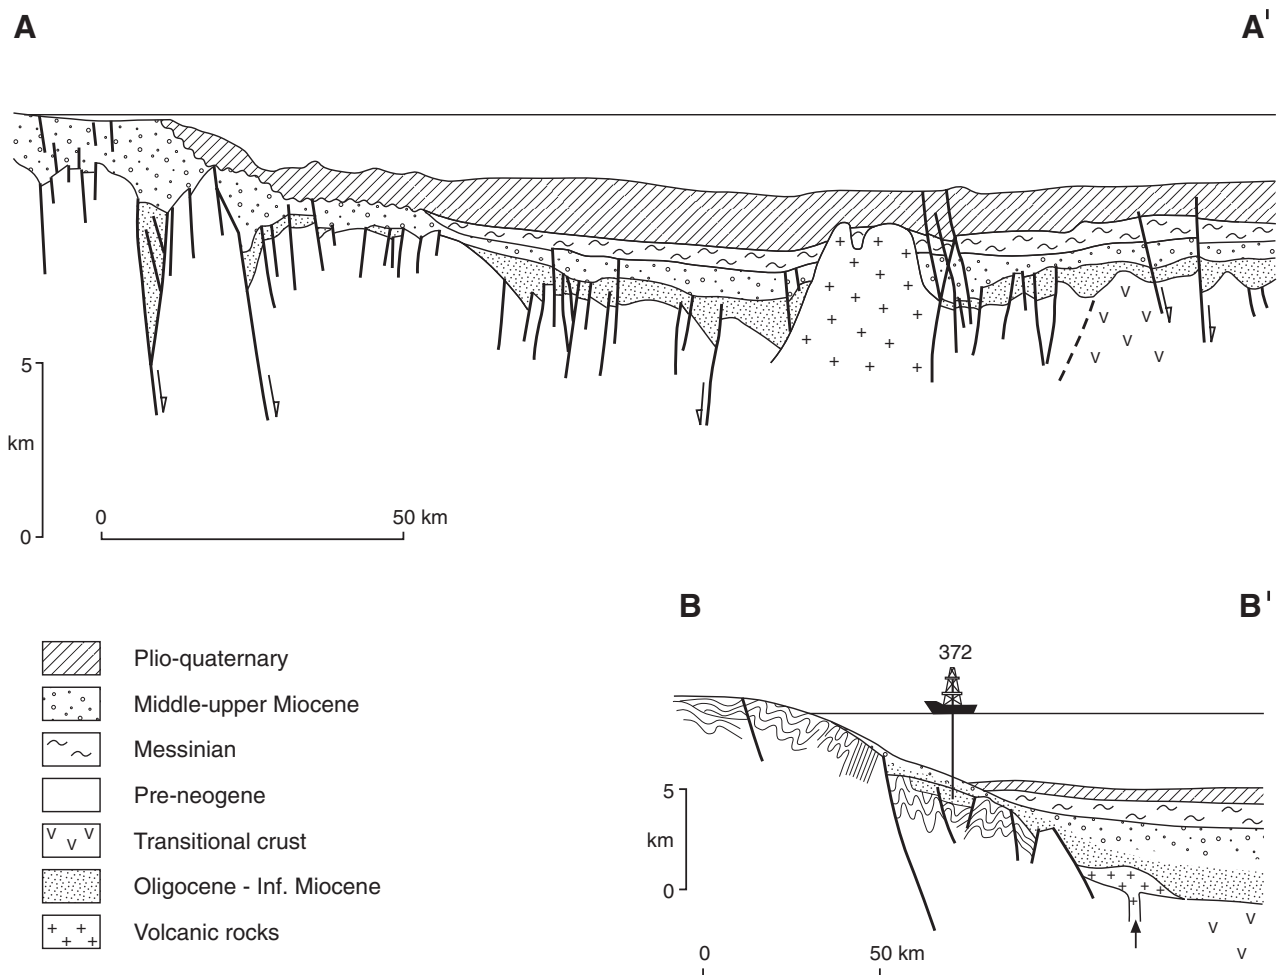 A A'
5
km
0
0 50 km
B B'
372
5
km
0
0 50 km
Plio-quaternary
Middle-upper Miocene
Messinian
Pre-neogene
V V V
Transitional crust
Oligocene - Inf. Miocene
Volcanic rocks